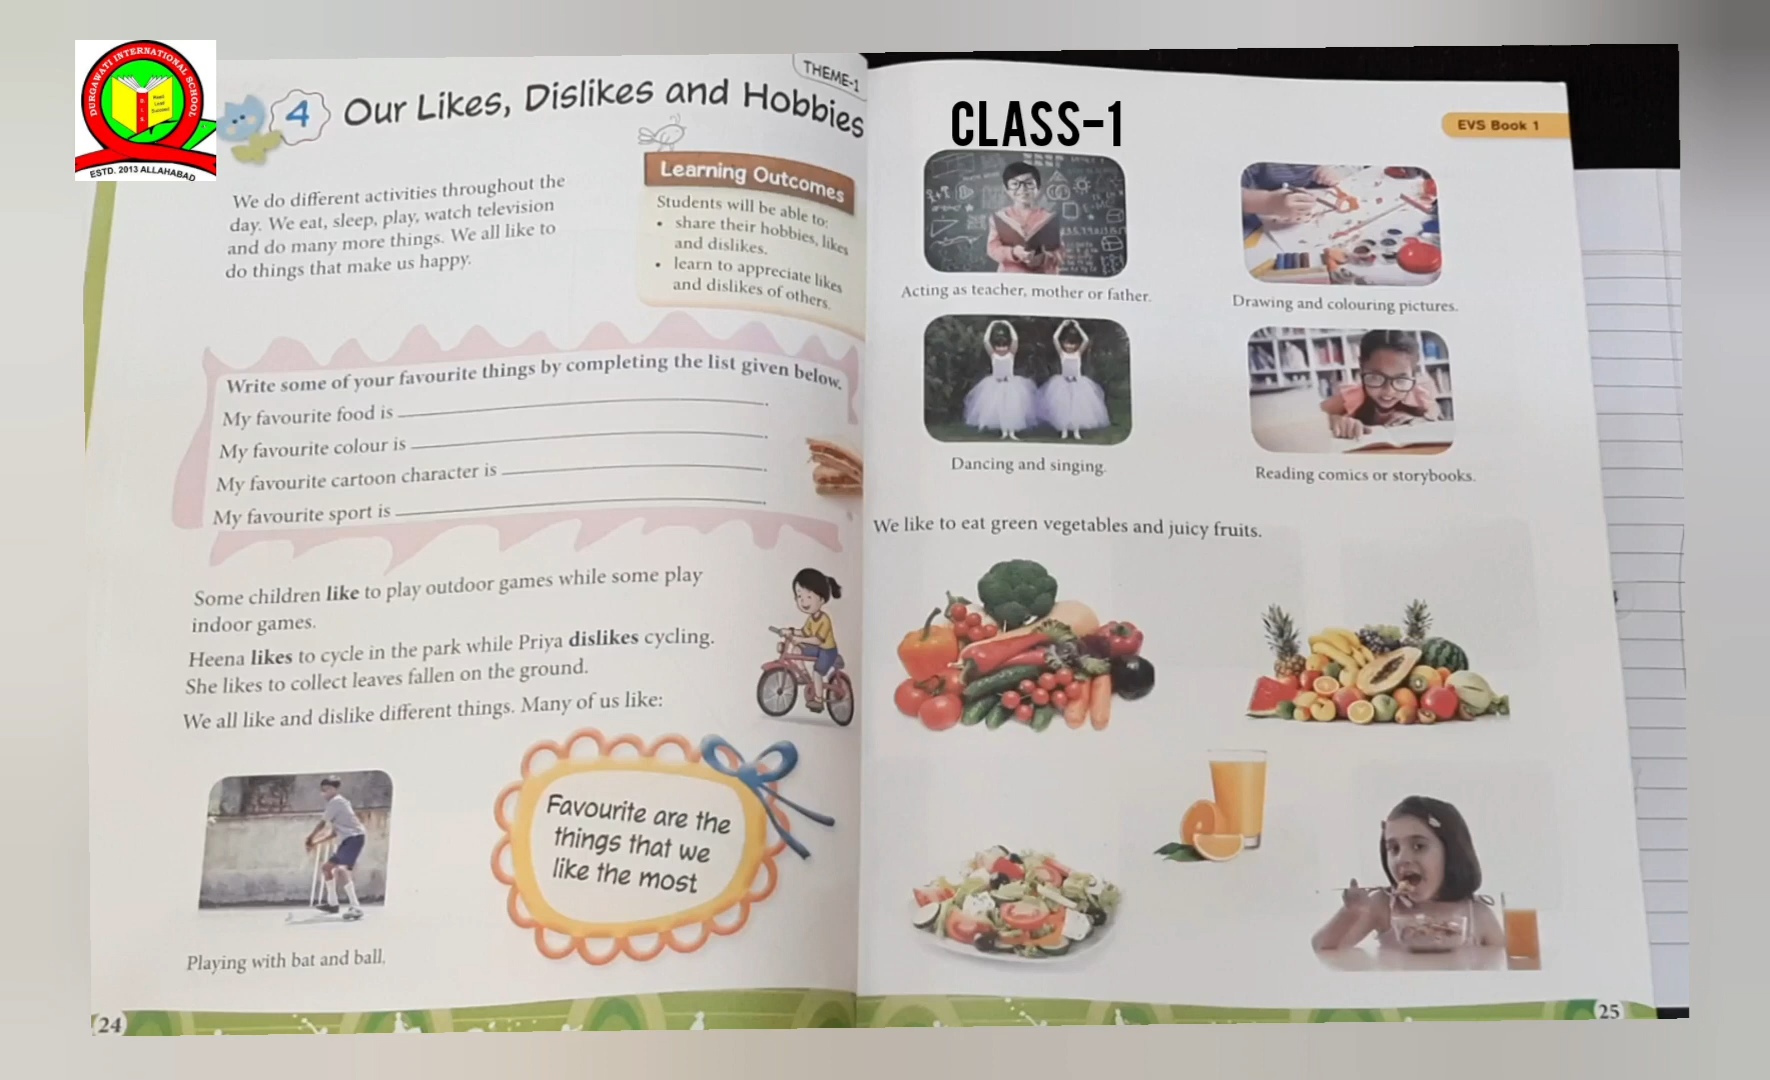 DURGAWATI INTERNATIONAL SCHOOL
D.I.S.
Read
Lead
Succeed
ESTD. 2013 ALLAHABAD
THEME-1
4 Our Likes, Dislikes and Hobbies
We do different activities throughout the
day. We eat, sleep, play, watch television
and do many more things. We all like to
do things that make us happy.
Learning Outcomes
Students will be able to:
• share their hobbies, likes
and dislikes.
• learn to appreciate likes
and dislikes of others.
Write some of your favourite things by completing the list given below.
My favourite food is ____________.
My favourite colour is ____________.
My favourite cartoon character is ____________.
My favourite sport is ____________.
Some children like to play outdoor games while some play
indoor games.
Heena likes to cycle in the park while Priya dislikes cycling.
She likes to collect leaves fallen on the ground.
We all like and dislike different things. Many of us like:
Favourite are the
things that we
like the most
Playing with bat and ball.
24
CLASS-1
EVS Book 1
Acting as teacher, mother or father.
Drawing and colouring pictures.
Dancing and singing.
Reading comics or storybooks.
We like to eat green vegetables and juicy fruits.
25